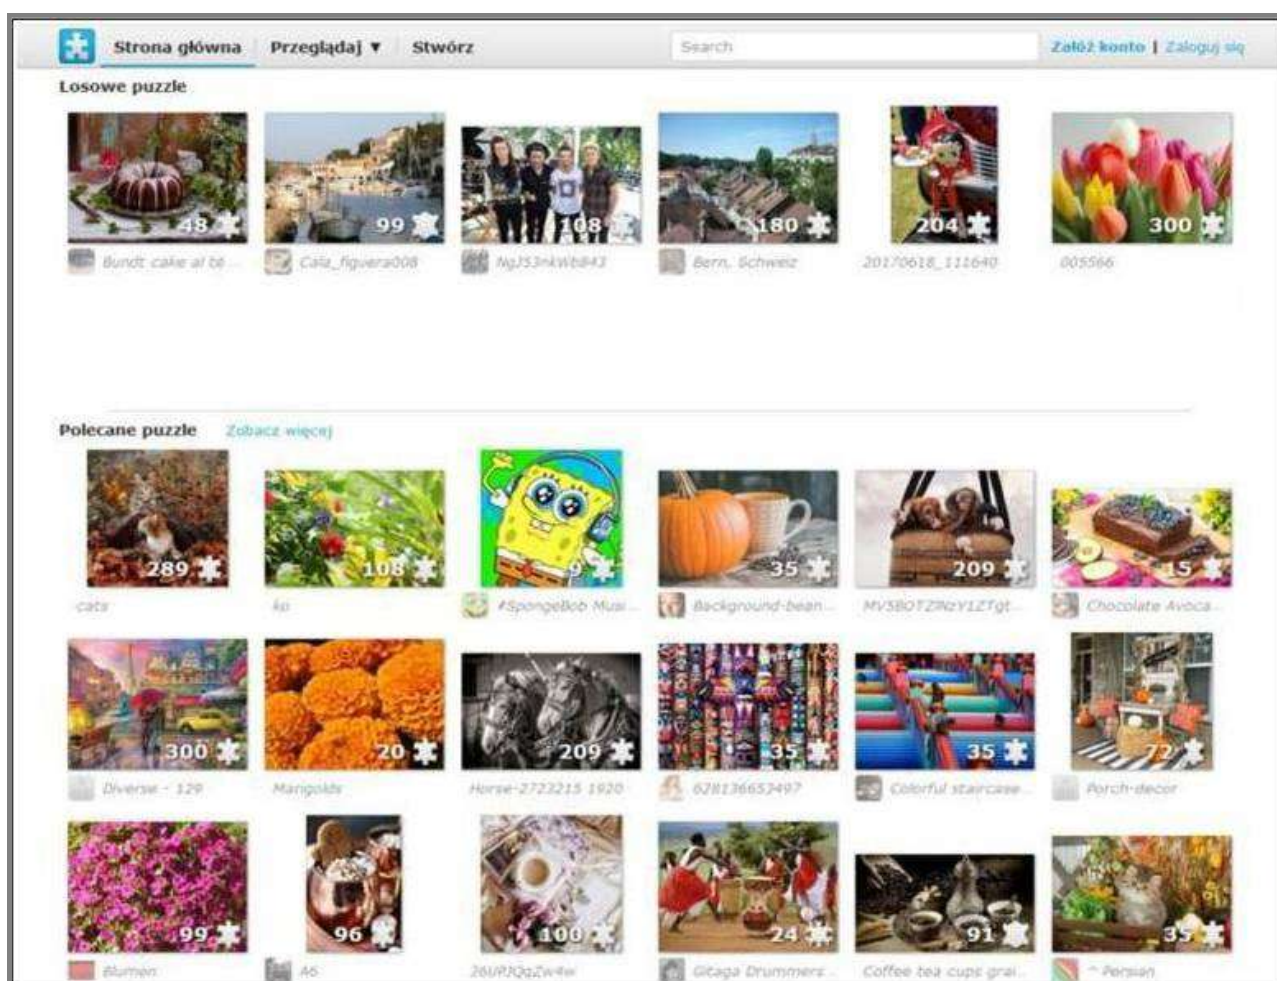 Strona główna Przeglądaj ▼ Stwórz Search Załóż konto | Zaloguj się
Losowe puzzle
48 99 108 180 204 300
Bundt cake al tè ... Cala_figuera008 NgJ53nkWbB43 Bern, Schweiz 20170618_111640 005566
Polecane puzzle Zobacz więcej
289 108 9 35 209 15
cats ko #SpongeBob Musi... Background-bean... MV5BOTZlNzY1ZTgt... Chocolate Avoca...
300 20 209 35 35 72
Diverse - 129 Marigolds Horse-2723215 1920 628136653497 Colorful staircase... Porch-decor
99 96 100 24 91 35
Blumen A6 Gitaga Drummers... Coffee tea cups grai... ^ Persian